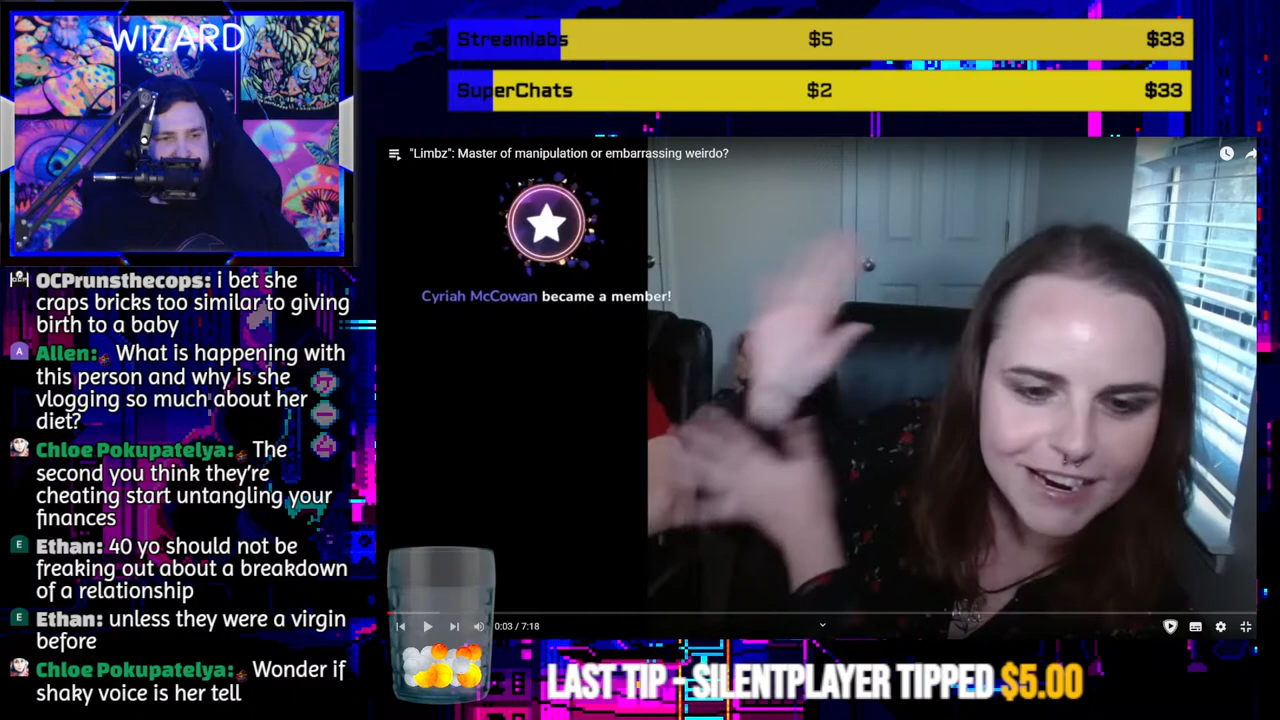 WIZARD
Streamlabs $5 $33
SuperChats $2 $33
"Limbz": Master of manipulation or embarrassing weirdo?
Cyriah McCowan became a member!
OCPrunsthecops: i bet she
craps bricks too similar to giving
birth to a baby
A Allen: What is happening with
this person and why is she
vlogging so much about her
diet?
Chloe Pokupatelya: The
second you think they're
cheating start untangling your
finances
E Ethan: 40 yo should not be
freaking out about a breakdown
of a relationship
E Ethan: unless they were a virgin
before
Chloe Pokupatelya: Wonder if
shaky voice is her tell
0:03 / 7:18
LAST TIP - SILENTPLAYER TIPPED $5.00